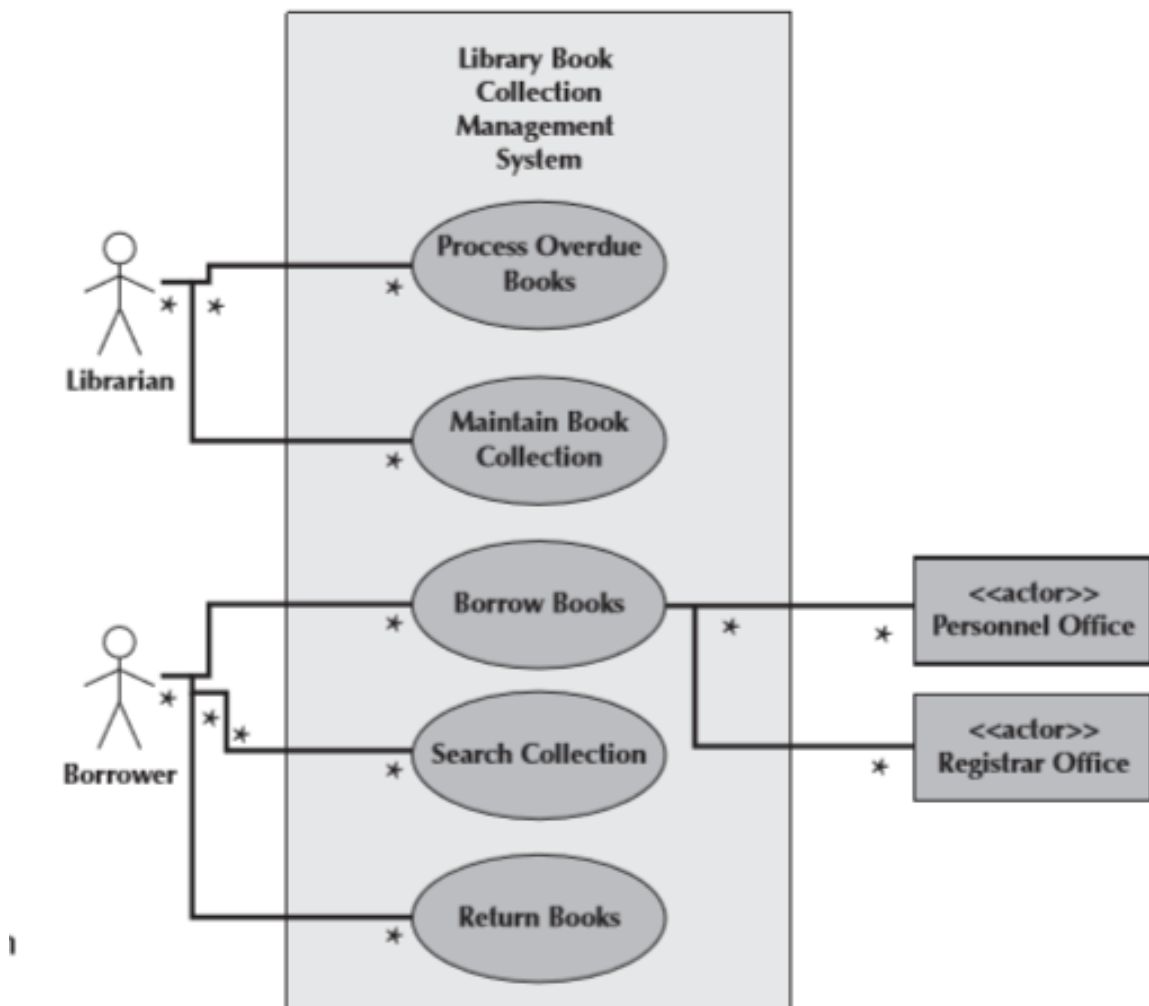 Library Book
Collection
Management
System
Process Overdue
Books
*
*
*
Librarian
Maintain Book
Collection
*
Borrow Books
*
*
*
<<actor>>
Personnel Office
*
*
*
Borrower
Search Collection
*
*
<<actor>>
Registrar Office
Return Books
*